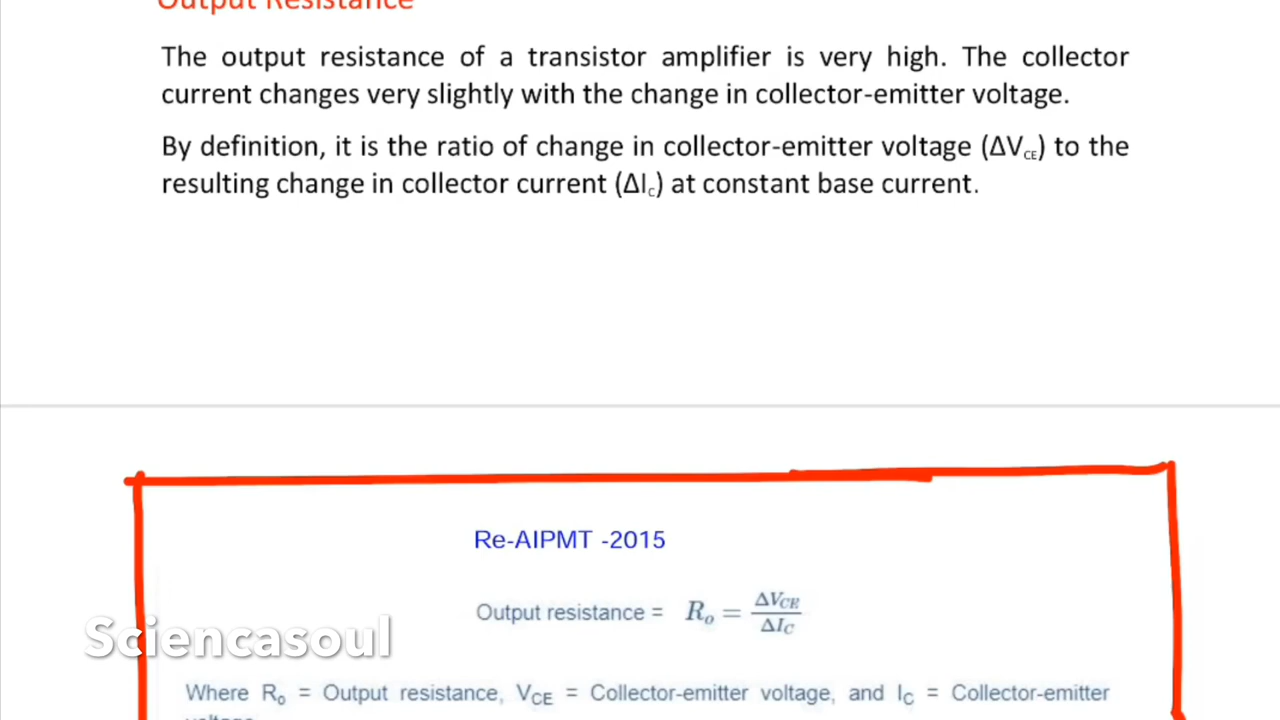 Output Resistance
The output resistance of a transistor amplifier is very high. The collector
current changes very slightly with the change in collector-emitter voltage.
By definition, it is the ratio of change in collector-emitter voltage (ΔV_CE) to the
resulting change in collector current (ΔI_c) at constant base current.
Re-AIPMT -2015
Output resistance = R_o = ΔV_CE / ΔI_C
Sciencasoul
Where R_o = Output resistance, V_CE = Collector-emitter voltage, and I_C = Collector-emitter
voltage